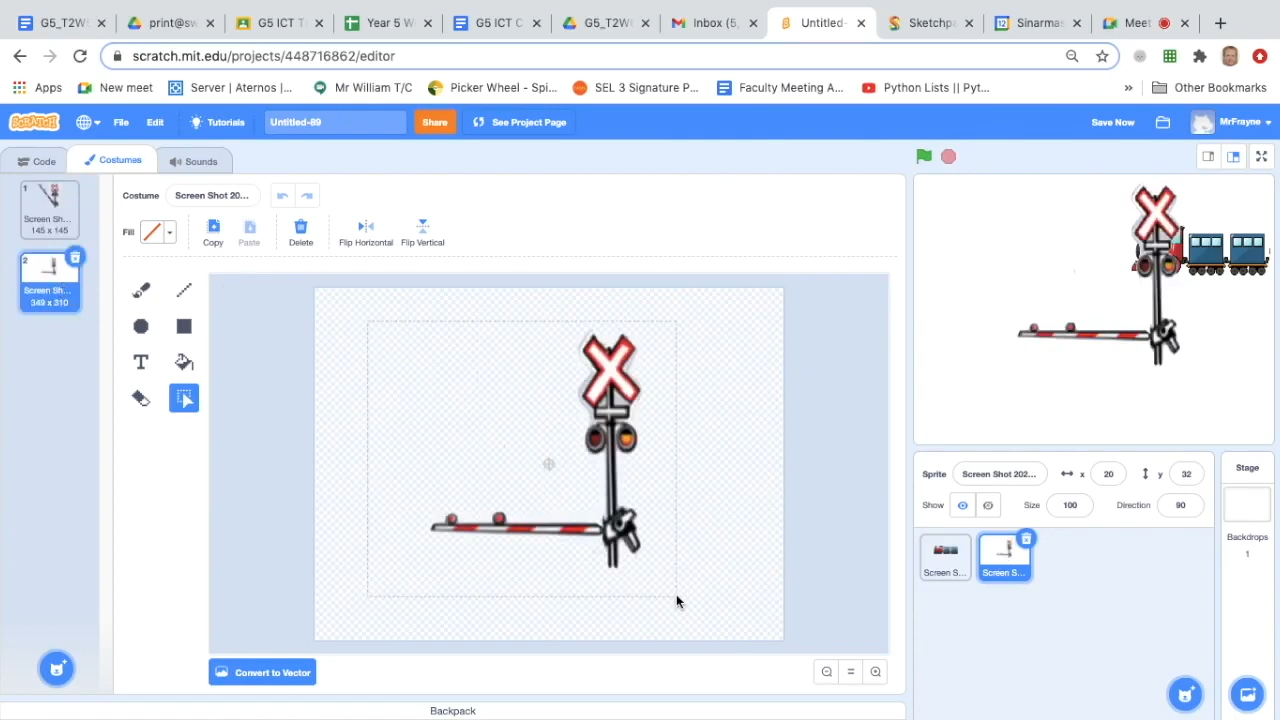 G5_T2W
print@sw
G5 ICT T
Year 5 W
G5 ICT C
G5_T2W
Inbox (5,
Untitled-
Sketchpa
Sinarmas
Meet
scratch.mit.edu/projects/448716862/editor
Apps
New meet
Server | Aternos |...
Mr William T/C
Picker Wheel - Spi...
SEL 3 Signature P...
Faculty Meeting A...
Python Lists || Pyt...
»
Other Bookmarks
SCRATCH
File
Edit
Tutorials
Untitled-89
Share
See Project Page
Save Now
MrFrayne
Code
Costumes
Sounds
1
Screen Sh...
145 x 145
2
Screen Sh...
349 x 310
Costume
Screen Shot 20...
Fill
Copy
Paste
Delete
Flip Horizontal
Flip Vertical
T
Convert to Vector
Backpack
Sprite
Screen Shot 202...
x
20
y
32
Show
Size
100
Direction
90
Screen S...
Screen S...
Stage
Backdrops
1